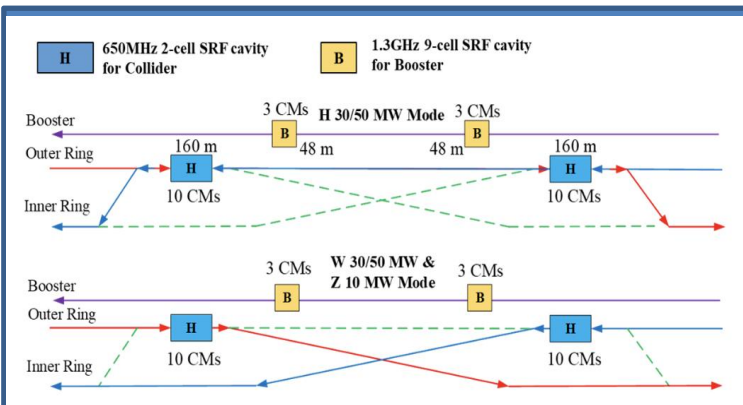 H
650MHz 2-cell SRF cavity
for Collider
B
1.3GHz 9-cell SRF cavity
for Booster
3 CMs
H 30/50 MW Mode
3 CMs
Booster
B
B
Outer Ring
160 m
48 m
48 m
160 m
H
H
10 CMs
10 CMs
Inner Ring
W 30/50 MW &
3 CMs
3 CMs
Z 10 MW Mode
Booster
B
B
Outer Ring
H
H
10 CMs
10 CMs
Inner Ring